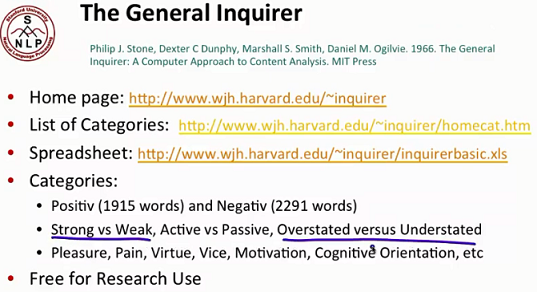 The General Inquirer
Stanford University
S
NLP
Natural Language Processing
Philip J. Stone, Dexter C Dunphy, Marshall S. Smith, Daniel M. Ogilvie. 1966. The General
Inquirer: A Computer Approach to Content Analysis. MIT Press
• Home page: http://www.wjh.harvard.edu/~inquirer
• List of Categories: http://www.wjh.harvard.edu/~inquirer/homecat.htm
• Spreadsheet: http://www.wjh.harvard.edu/~inquirer/inquirerbasic.xls
• Categories:
• Positiv (1915 words) and Negativ (2291 words)
• Strong vs Weak, Active vs Passive, Overstated versus Understated
• Pleasure, Pain, Virtue, Vice, Motivation, Cognitive Orientation, etc
• Free for Research Use